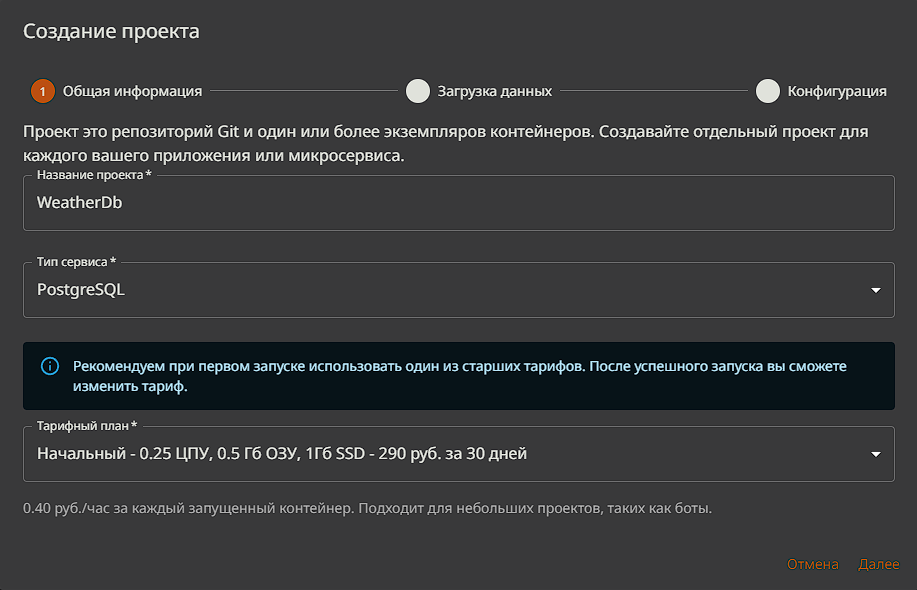 Создание проекта
1 Общая информация Загрузка данных Конфигурация
Проект это репозиторий Git и один или более экземпляров контейнеров. Создавайте отдельный проект для
каждого вашего приложения или микросервиса.
Название проекта *
WeatherDb
Тип сервиса *
PostgreSQL
Рекомендуем при первом запуске использовать один из старших тарифов. После успешного запуска вы сможете
изменить тариф.
Тарифный план *
Начальный - 0.25 ЦПУ, 0.5 Гб ОЗУ, 1Гб SSD - 290 руб. за 30 дней
0.40 руб./час за каждый запущенный контейнер. Подходит для небольших проектов, таких как боты.
Отмена Далее